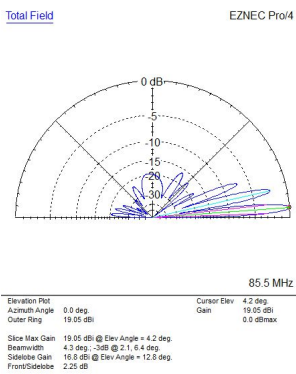 Total Field
EZNEC Pro/4
0 dB
-5
-10
-15
-20
-30
85.5 MHz
Elevation Plot
Cursor Elev 4.2 deg.
Azimuth Angle 0.0 deg.
Gain 19.05 dBi
Outer Ring 19.05 dBi
0.0 dBmax
Slice Max Gain 19.05 dBi @ Elev Angle = 4.2 deg.
Beamwidth 4.3 deg.; -3dB @ 2.1, 6.4 deg.
Sidelobe Gain 16.8 dBi @ Elev Angle = 12.8 deg.
Front/Sidelobe 2.25 dB